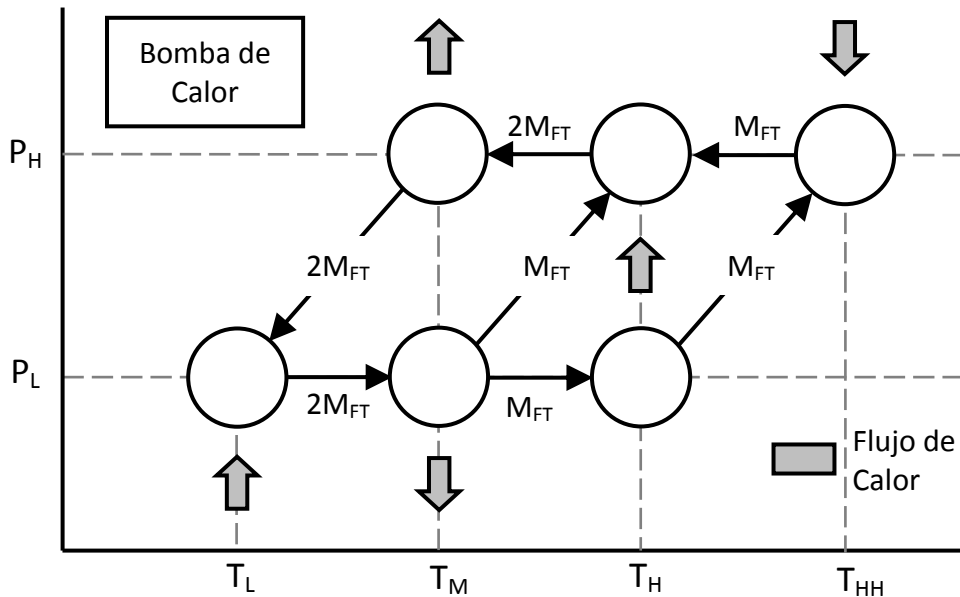 Bomba de
Calor
P_H
2M_FT
M_FT
2M_FT
M_FT
M_FT
P_L
2M_FT
M_FT
Flujo de
Calor
T_L
T_M
T_H
T_HH